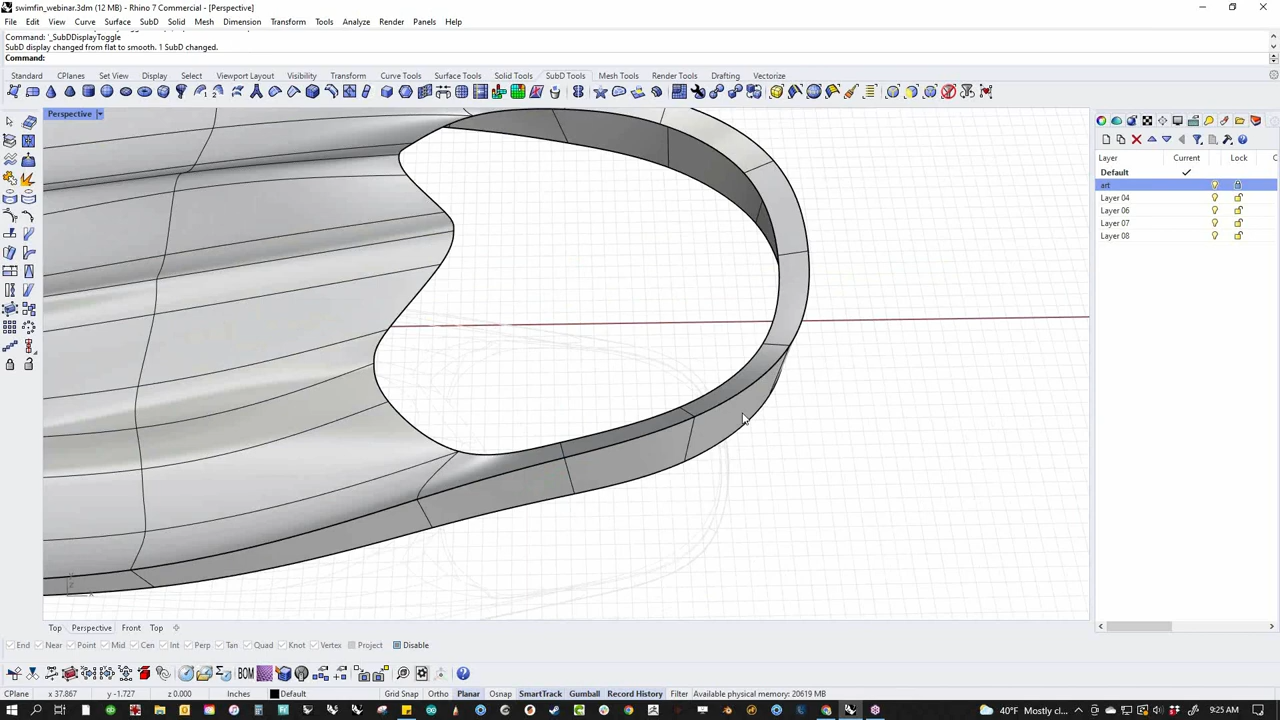 swimfin_webinar.3dm (12 MB) - Rhino 7 Commercial - [Perspective]
File Edit View Curve Surface SubD Solid Mesh Dimension Transform Tools Analyze Render Panels Help
Command: '_SubDDisplayToggle
SubD display changed from flat to smooth. 1 SubD changed.
Command:
Standard CPlanes Set View Display Select Viewport Layout Visibility Transform Curve Tools Surface Tools Solid Tools SubD Tools Mesh Tools Render Tools Drafting Vectorize
Perspective
Layer Current Lock C
Default
art
Layer 04
Layer 06
Layer 07
Layer 08
Top Perspective Front Top
End Near Point Mid Cen Int Perp Tan Quad Knot Vertex Project Disable
BOM
CPlane x 37.867 y -1.727 z 0.000 Inches Default Grid Snap Ortho Planar Osnap SmartTrack Gumball Record History Filter Available physical memory: 20619 MB
40°F Mostly cl... 9:25 AM